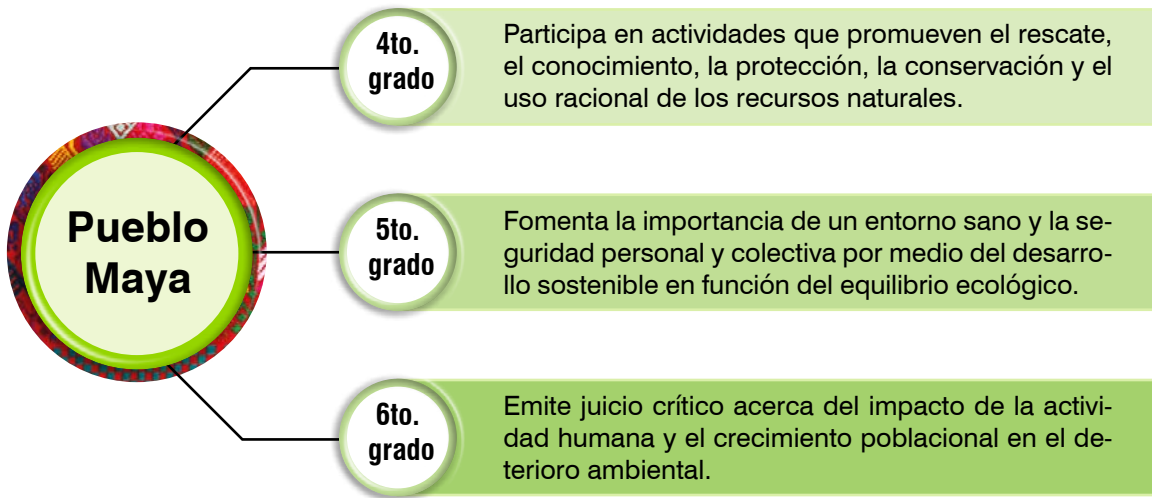 Pueblo
Maya
4to.
grado
Participa en actividades que promueven el rescate,
el conocimiento, la protección, la conservación y el
uso racional de los recursos naturales.
5to.
grado
Fomenta la importancia de un entorno sano y la se-
guridad personal y colectiva por medio del desarro-
llo sostenible en función del equilibrio ecológico.
6to.
grado
Emite juicio crítico acerca del impacto de la activi-
dad humana y el crecimiento poblacional en el de-
terioro ambiental.